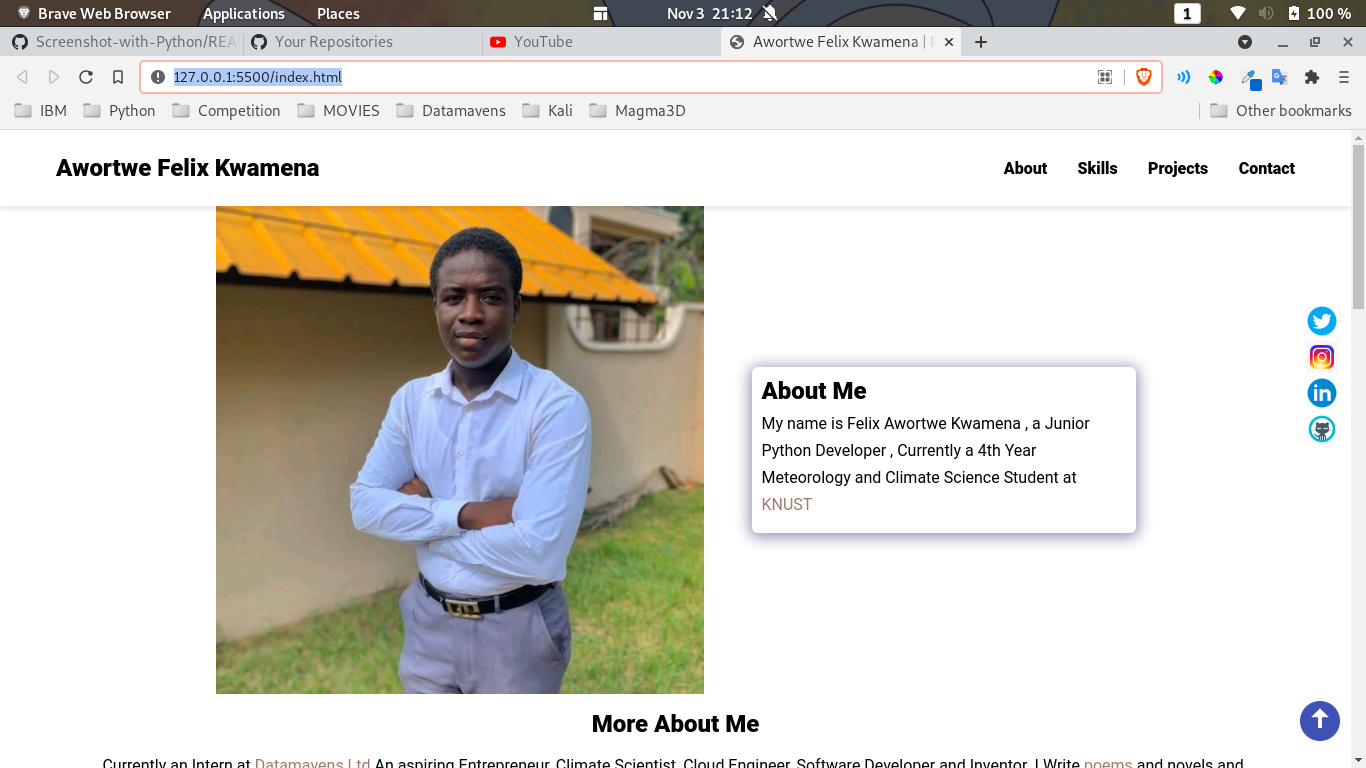 Brave Web Browser Applications Places Nov 3 21:12 1 100 %
Screenshot-with-Python/REA Your Repositories YouTube Awortwe Felix Kwamena |
127.0.0.1:5500/index.html
IBM Python Competition MOVIES Datamavens Kali Magma3D Other bookmarks
Awortwe Felix Kwamena About Skills Projects Contact
About Me
My name is Felix Awortwe Kwamena , a Junior
Python Developer , Currently a 4th Year
Meteorology and Climate Science Student at
KNUST
in
More About Me
Currently an Intern at Datamavens Ltd An aspiring Entrepreneur, Climate Scientist, Cloud Engineer, Software Developer and Inventor. I Write poems and novels and